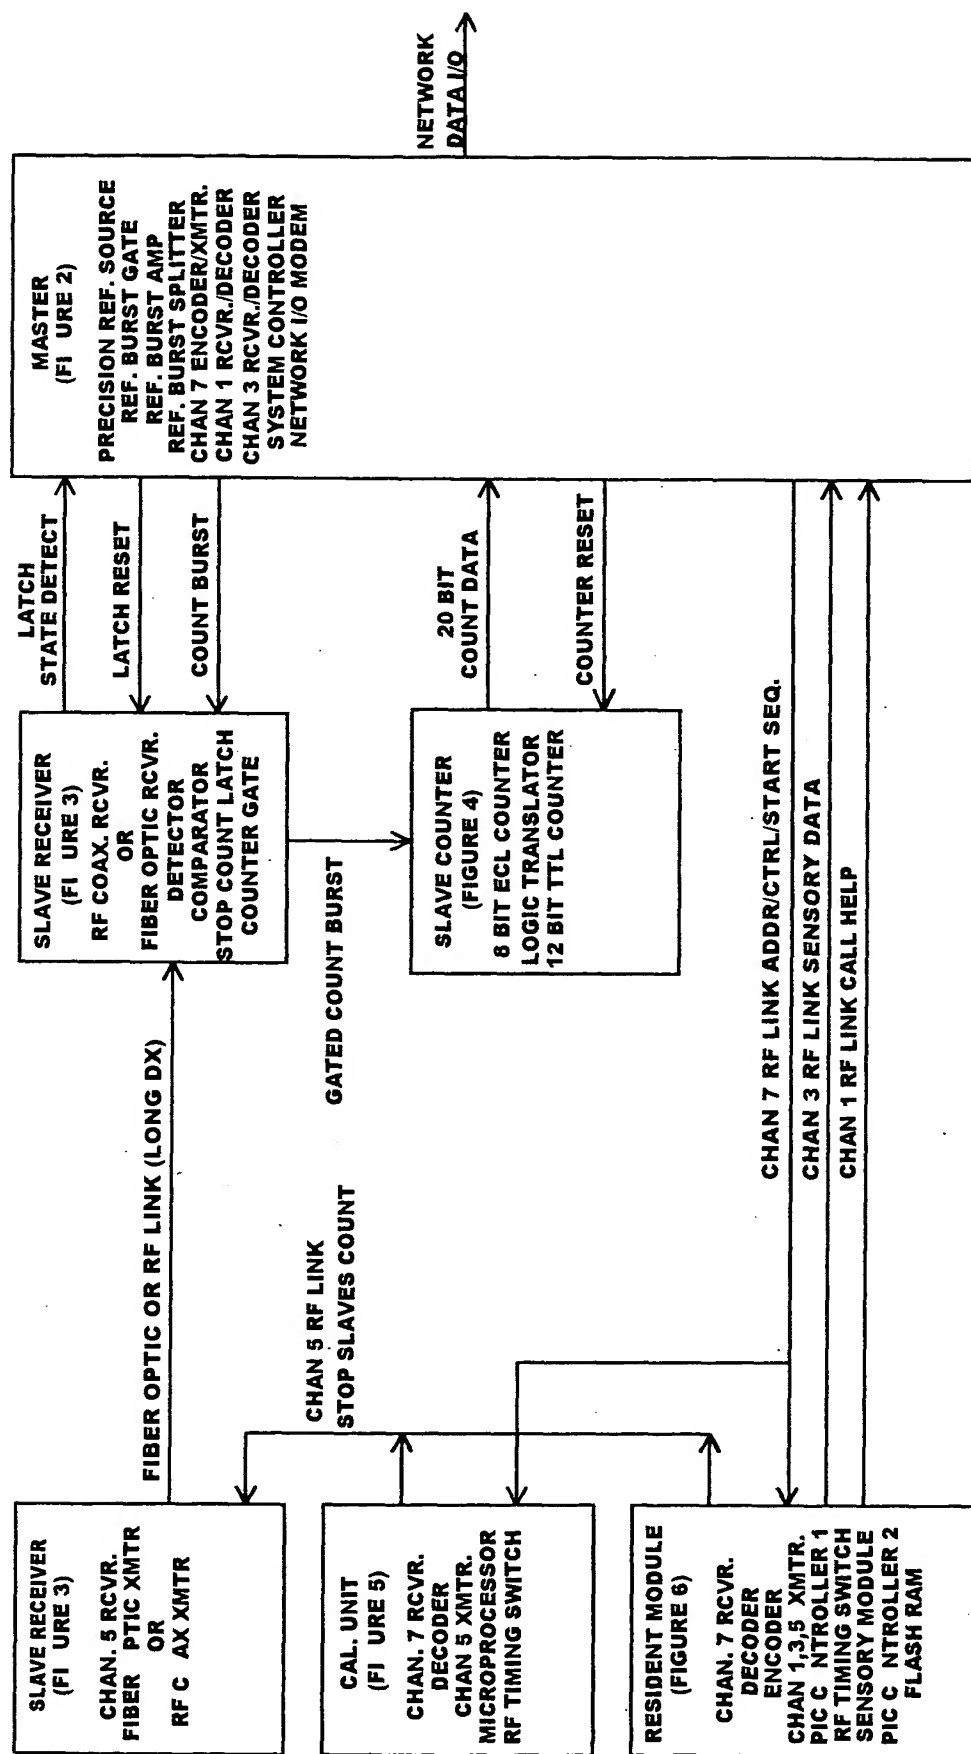 SLAVE RECEIVER
(FI URE 3)
CHAN. 5 RCVR.
FIBER PTIC XMTR
OR
RF C AX XMTR
CAL. UNIT
(FI URE 5)
CHAN. 7 RCVR.
DECODER
CHAN 5 XMTR.
MICROPROCESSOR
RF TIMING SWITCH
RESIDENT MODULE
(FIGURE 6)
CHAN. 7 RCVR.
DECODER
ENCODER
CHAN 1,3,5 XMTR.
PIC C NTROLLER 1
RF TIMING SWITCH
SENSORY MODULE
PIC C NTROLLER 2
FLASH RAM
FIBER OPTIC OR RF LINK (LONG DX)
CHAN 5 RF LINK
STOP SLAVES COUNT
SLAVE RECEIVER
(FI URE 3)
RF COAX. RCVR.
OR
FIBER OPTIC RCVR.
DETECTOR
COMPARATOR
STOP COUNT LATCH
COUNTER GATE
GATED COUNT BURST
SLAVE COUNTER
(FIGURE 4)
8 BIT ECL COUNTER
LOGIC TRANSLATOR
12 BIT TTL COUNTER
CHAN 7 RF LINK ADDR/CTRL/START SEQ.
CHAN 3 RF LINK SENSORY DATA
CHAN 1 RF LINK CALL HELP
LATCH
STATE DETECT
LATCH RESET
COUNT BURST
20 BIT
COUNT DATA
COUNTER RESET
MASTER
(FI URE 2)
PRECISION REF. SOURCE
REF. BURST GATE
REF. BURST AMP
REF. BURST SPLITTER
CHAN 7 ENCODER/XMTR.
CHAN 1 RCVR./DECODER
CHAN 3 RCVR./DECODER
SYSTEM CONTROLLER
NETWORK I/O MODEM
NETWORK
DATA I/O